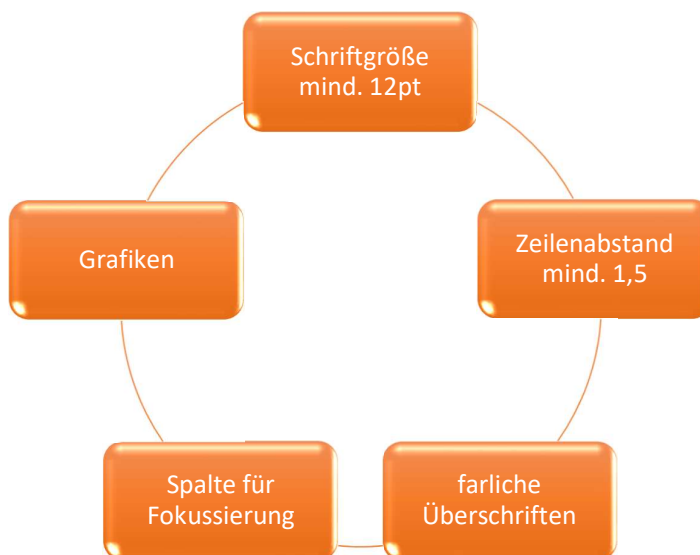 Schriftgröße
mind. 12pt
Zeilenabstand
mind. 1,5
farliche
Überschriften
Spalte für
Fokussierung
Grafiken